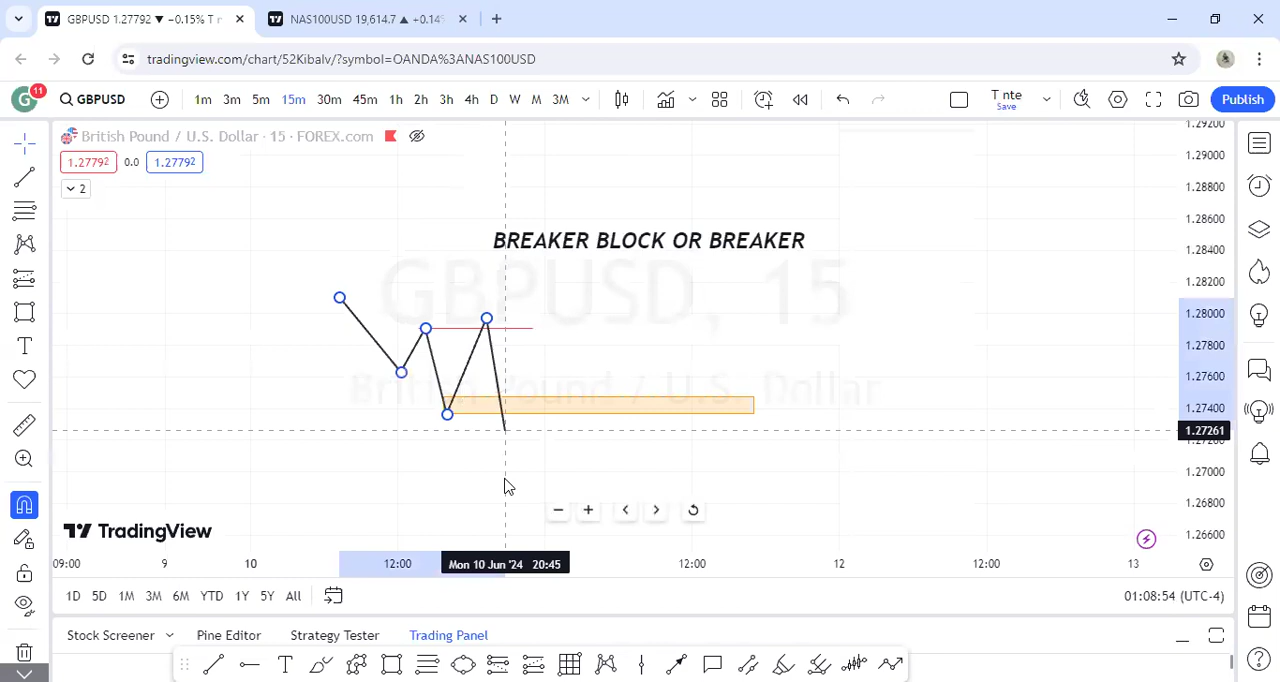 GBPUSD 1.27792 ▼ −0.15% T n
NAS100USD 19,614.7 ▲ +0.14%
tradingview.com/chart/52Kibalv/?symbol=OANDA%3ANAS100USD
G 11 GBPUSD 1m 3m 5m 15m 30m 45m 1h 2h 3h 4h D W M 3M T nte Save Publish
British Pound / U.S. Dollar · 15 · FOREX.com
1.27792 0.0 1.27792
2
BREAKER BLOCK OR BREAKER
GBPUSD, 15
British Pound / U.S. Dollar
1.29200
1.29000
1.28800
1.28600
1.28400
1.28200
1.28000
1.27800
1.27600
1.27400
1.27261
1.27200
1.27000
1.26800
1.26600
TradingView
09:00 9 10 12:00 Mon 10 Jun '24 20:45 12:00 12 12:00 13
1D 5D 1M 3M 6M YTD 1Y 5Y All 01:08:54 (UTC-4)
Stock Screener Pine Editor Strategy Tester Trading Panel